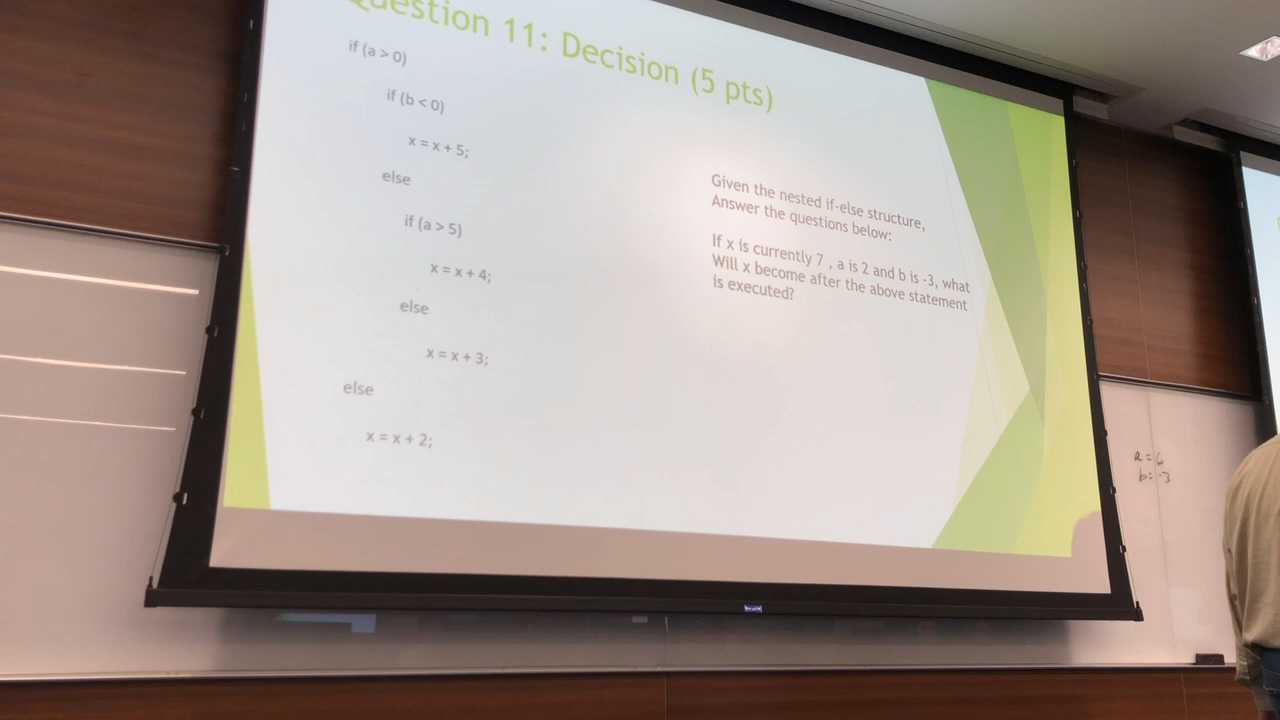 Question 11: Decision (5 pts)
if (a > 0)
if (b < 0)
x = x + 5;
else
if (a > 5)
x = x + 4;
else
x = x + 3;
else
x = x + 2;
Given the nested if-else structure,
Answer the questions below:
If x is currently 7 , a is 2 and b is -3, what
Will x become after the above statement
is executed?
a = 6
b = -3